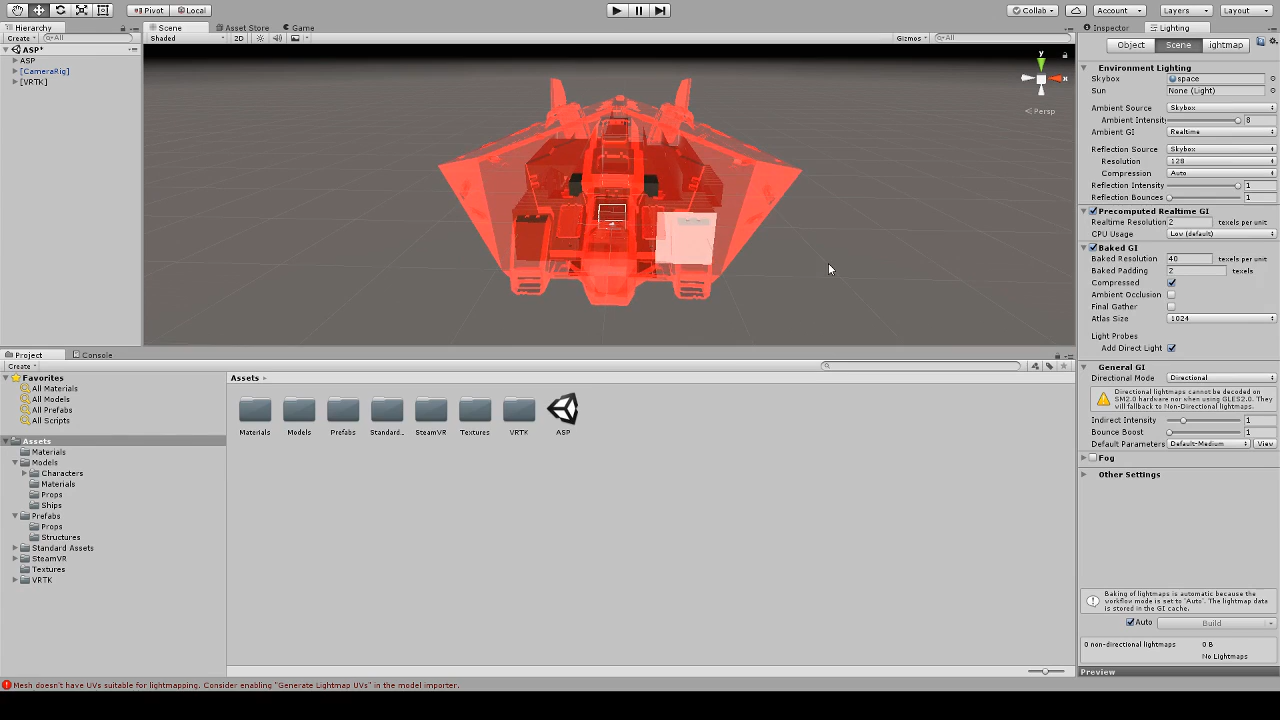 Pivot Local Collab Account Layers Layout
Hierarchy Scene Asset Store Game Inspector Lighting
Create All Shaded 2D Gizmos All Object Scene ightmap
ASP*
ASP
[CameraRig]
[VRTK]
y
x
Persp
Environment Lighting
Skybox space
Sun None (Light)
Ambient Source Skybox
Ambient Intensity 8
Ambient GI Realtime
Reflection Source Skybox
Resolution 128
Compression Auto
Reflection Intensity 1
Reflection Bounces 1
Precomputed Realtime GI
Realtime Resolution 2 texels per unit
CPU Usage Low (default)
Baked GI
Baked Resolution 40 texels per unit
Baked Padding 2 texels
Compressed
Ambient Occlusion
Final Gather
Atlas Size 1024
Light Probes
Add Direct Light
General GI
Directional Mode Directional
Directional lightmaps cannot be decoded on
SM2.0 hardware nor when using GLES2.0. They
will fallback to Non-Directional lightmaps.
Indirect Intensity 1
Bounce Boost 1
Default Parameters Default-Medium View
Fog
Other Settings
Baking of lightmaps is automatic because the
workflow mode is set to 'Auto'. The lightmap data
is stored in the GI cache.
Auto Build
0 non-directional lightmaps 0 B
No Lightmaps
Preview
Project Console
Create
Favorites
All Materials
All Models
All Prefabs
All Scripts
Assets
Materials
Models
Characters
Materials
Props
Ships
Prefabs
Props
Structures
Standard Assets
SteamVR
Textures
VRTK
Assets
Materials Models Prefabs Standard... SteamVR Textures VRTK ASP
Mesh doesn't have UVs suitable for lightmapping. Consider enabling "Generate Lightmap UVs" in the model importer.